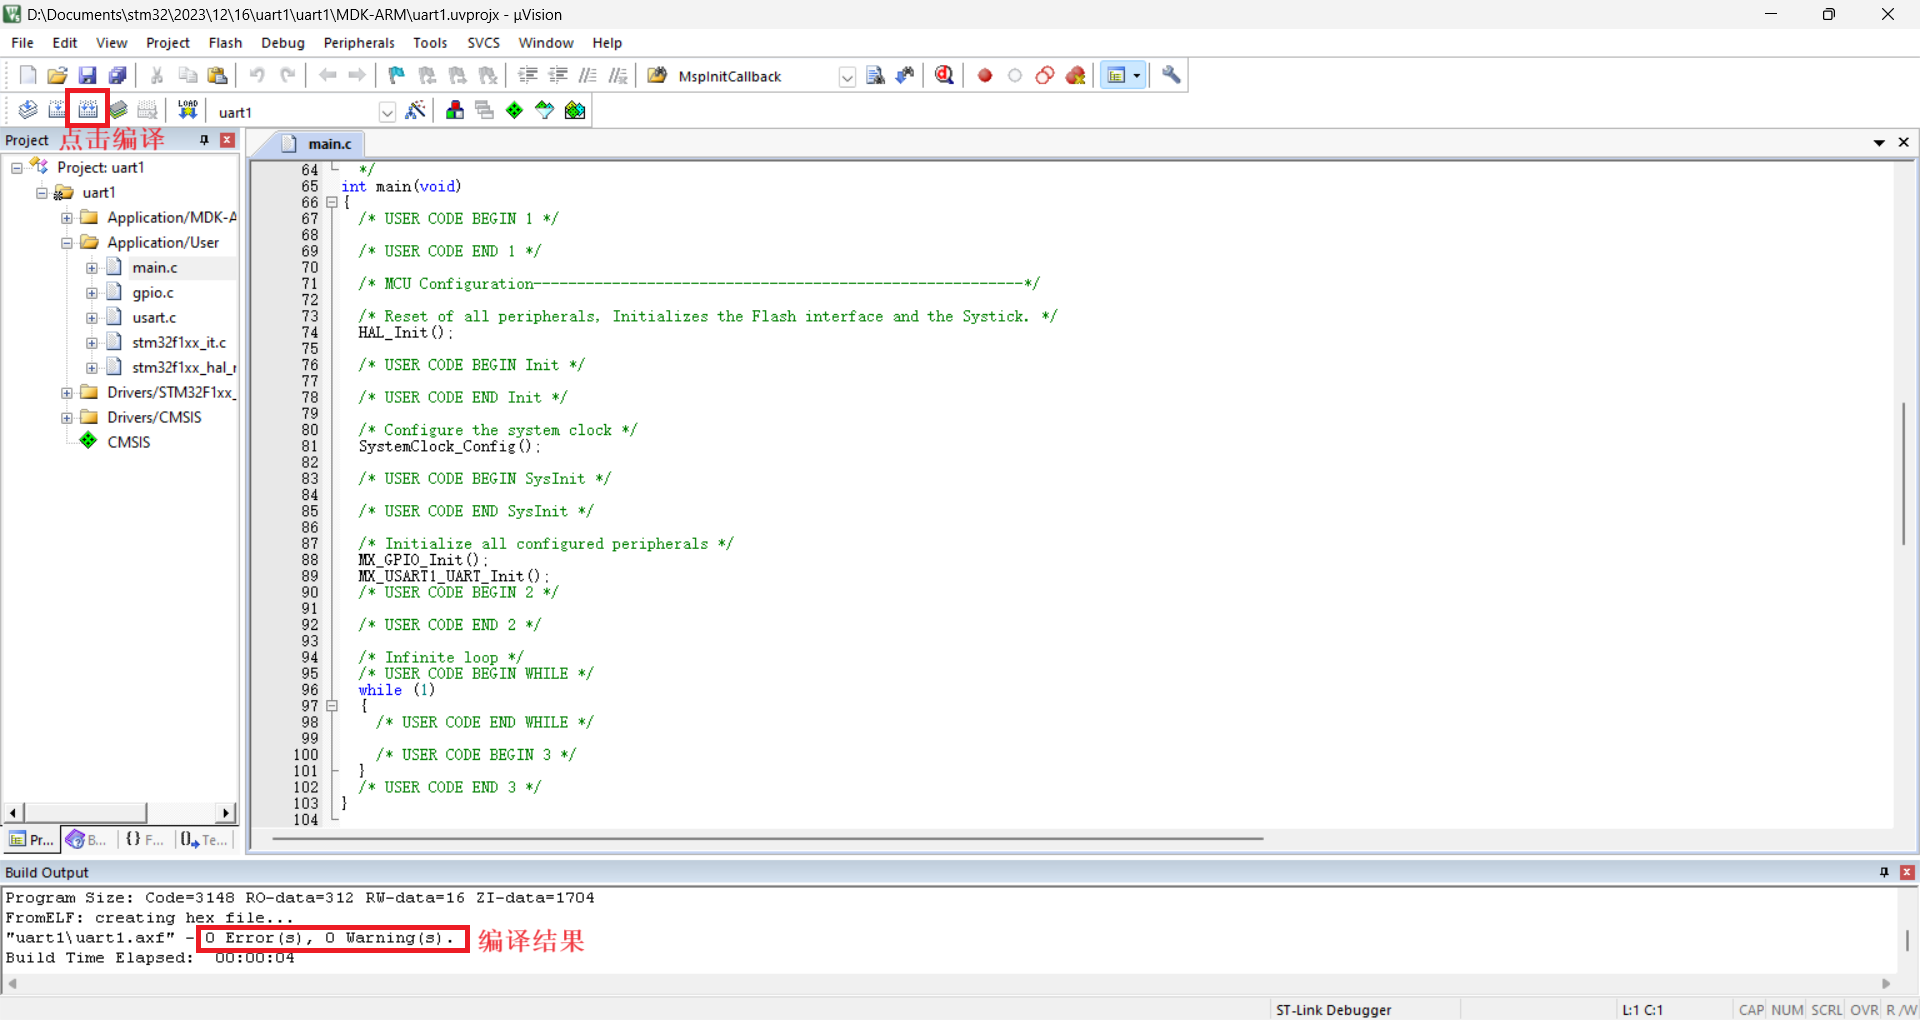 D:\Documents\stm32\2023\12\16\uart1\uart1\MDK-ARM\uart1.uvprojx - µVision
File Edit View Project Flash Debug Peripherals Tools SVCS Window Help
MspInitCallback
LOAD uart1
Project 点击编译
main.c
Project: uart1
uart1
Application/MDK-A
Application/User
main.c
gpio.c
usart.c
stm32f1xx_it.c
stm32f1xx_hal_r
Drivers/STM32F1xx_
Drivers/CMSIS
CMSIS
Pr... B... {} F... Te...
64 */
65 int main(void)
66 {
67 /* USER CODE BEGIN 1 */
68
69 /* USER CODE END 1 */
70
71 /* MCU Configuration--------------------------------------------------------*/
72
73 /* Reset of all peripherals, Initializes the Flash interface and the Systick. */
74 HAL_Init();
75
76 /* USER CODE BEGIN Init */
77
78 /* USER CODE END Init */
79
80 /* Configure the system clock */
81 SystemClock_Config();
82
83 /* USER CODE BEGIN SysInit */
84
85 /* USER CODE END SysInit */
86
87 /* Initialize all configured peripherals */
88 MX_GPIO_Init();
89 MX_USART1_UART_Init();
90 /* USER CODE BEGIN 2 */
91
92 /* USER CODE END 2 */
93
94 /* Infinite loop */
95 /* USER CODE BEGIN WHILE */
96 while (1)
97 {
98 /* USER CODE END WHILE */
99
100 /* USER CODE BEGIN 3 */
101 }
102 /* USER CODE END 3 */
103 }
104
Build Output
Program Size: Code=3148 RO-data=312 RW-data=16 ZI-data=1704
FromELF: creating hex file...
"uart1\uart1.axf" - 0 Error(s), 0 Warning(s). 编译结果
Build Time Elapsed: 00:00:04
ST-Link Debugger L:1 C:1 CAP NUM SCRL OVR R/W